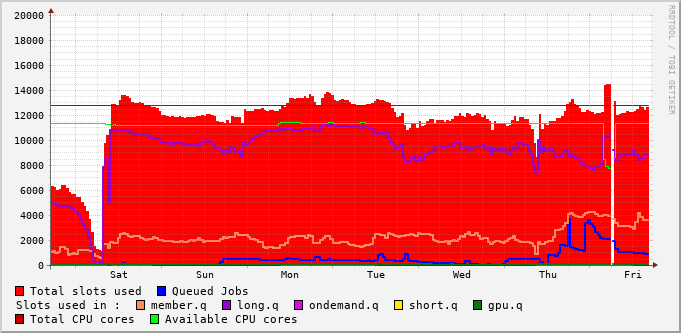 20000
18000
16000
14000
12000
10000
8000
6000
4000
2000
0
Sat Sun Mon Tue Wed Thu Fri
Total slots used Queued Jobs
Slots used in : member.q long.q ondemand.q short.q gpu.q
Total CPU cores Available CPU cores
RRDTOOL / TOBI OETIKER